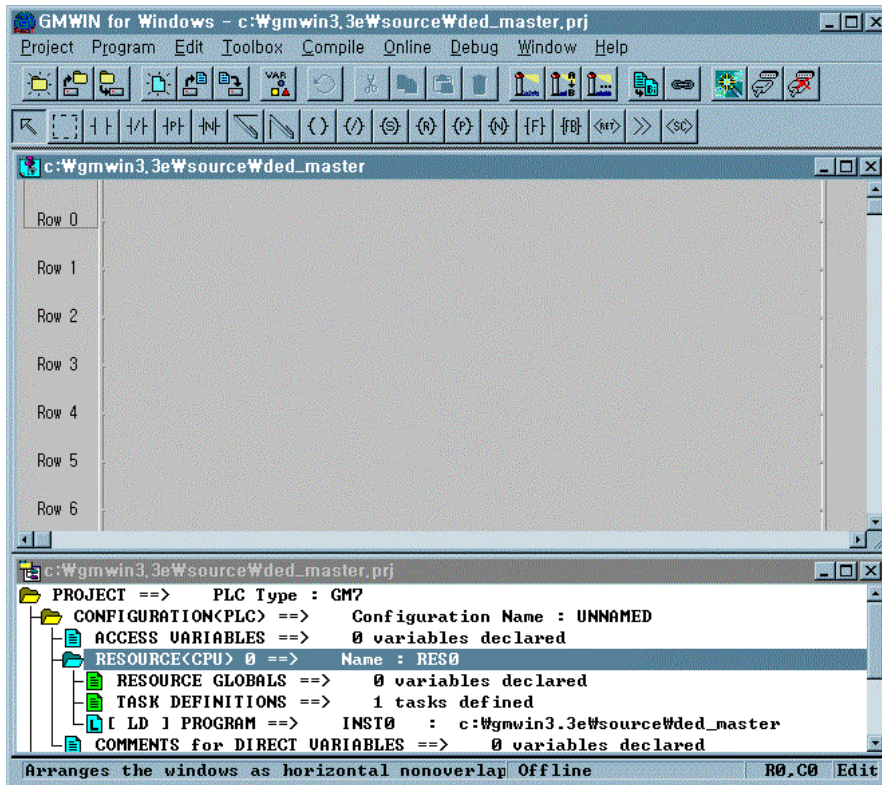 GMWIN for Windows - c:₩gmwin3.3e₩source₩ded_master.prj
Project Program Edit Toolbox Compile Online Debug Window Help
VAR
┤P├ ┤N├ (/) (S) (R) (P) (N) {F} {FB} <RET> >> <SC>
c:₩gmwin3.3e₩source₩ded_master
Row 0
Row 1
Row 2
Row 3
Row 4
Row 5
Row 6
c:₩gmwin3.3e₩source₩ded_master.prj
PROJECT ==> PLC Type : GM7
CONFIGURATION(PLC) ==> Configuration Name : UNNAMED
ACCESS VARIABLES ==> 0 variables declared
RESOURCE(CPU) 0 ==> Name : RES0
RESOURCE GLOBALS ==> 0 variables declared
TASK DEFINITIONS ==> 1 tasks defined
L [ LD ] PROGRAM ==> INST0 : c:₩gmwin3.3e₩source₩ded_master
COMMENTS for DIRECT VARIABLES ==> 0 variables declared
Arranges the windows as horizontal nonoverlap Offline R0,C0 Edit